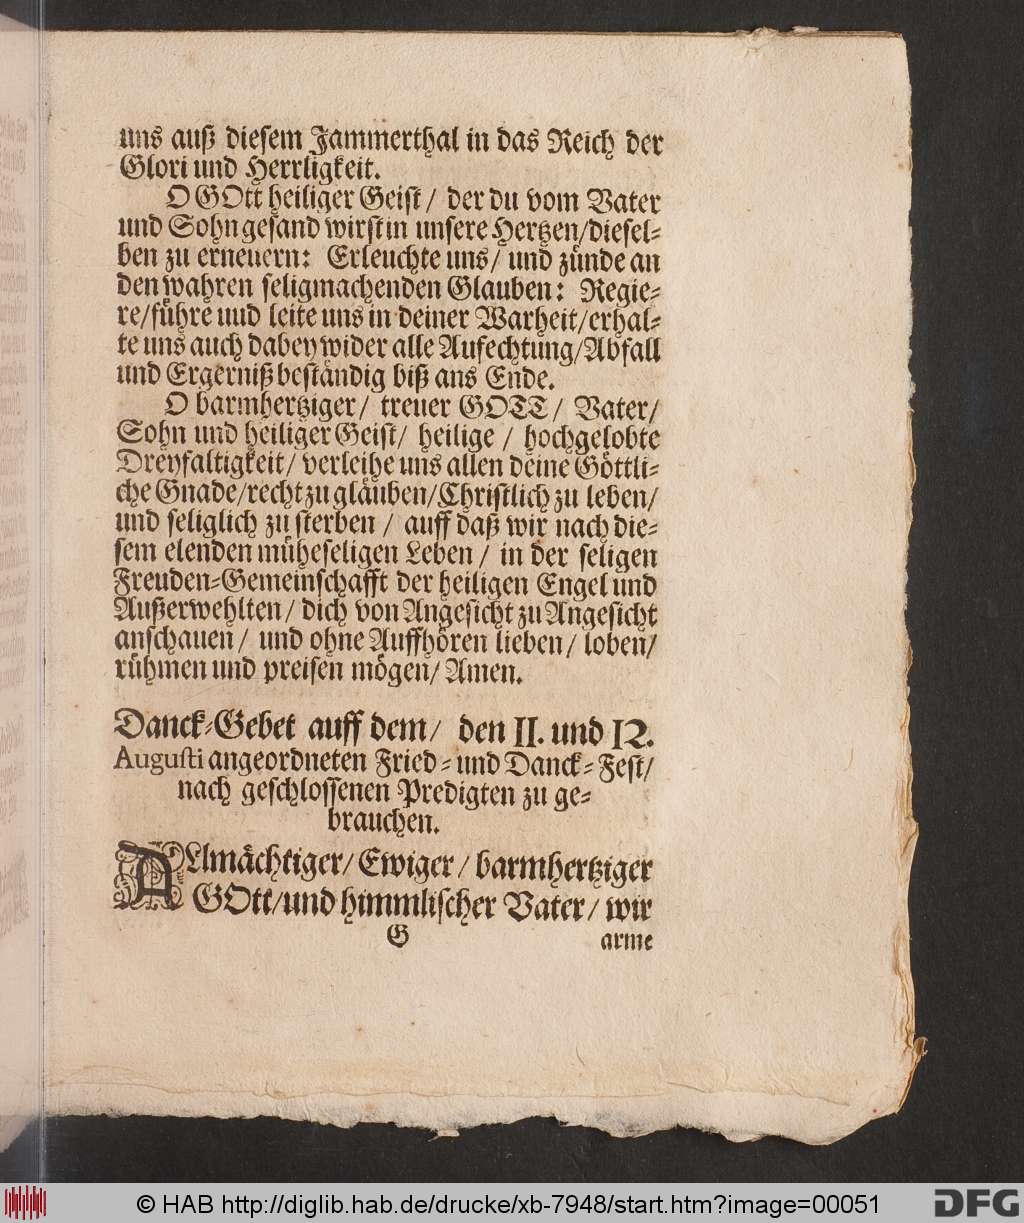 uns auß diesem Jammerthal in das Reich der
Glori und Herrligkeit.
O GOtt heiliger Geist / der du vom Vater
und Sohn gesand wirst in unsere Hertzen/diesel-
ben zu erneuern: Erleuchte uns/ und zünde an
den wahren seligmachenden Glauben: Regie-
re/führe uud leite uns in deiner Warheit/erhal-
te uns auch dabey wider alle Aufechtung/Abfall
und Ergerniß beständig biß ans Ende.
O barmhertziger/ treuer GOTT/ Vater/
Sohn und heiliger Geist/ heilige / hochgelobte
Dreyfaltigkeit/ verleihe uns allen deine Göttli-
che Gnade/recht zu gläuben/Christlich zu leben/
und seliglich zu sterben / auff daß wir nach die-
sem elenden müheseligen Leben / in der seligen
Freuden-Gemeinschafft der heiligen Engel und
Außerwehlten/ dich von Angesicht zu Angesicht
anschauen / und ohne Auffhören lieben / loben/
rühmen und preisen mögen/ Amen.
Danck-Gebet auff dem/ den 11. und 12.
Augusti angeordneten Fried- und Danck-Fest/
nach geschlossenen Predigten zu ge-
brauchen.
ALlmächtiger/ Ewiger / barmhertziger
GOtt/und himmlischer Vater/ wir
G arme
© HAB http://diglib.hab.de/drucke/xb-7948/start.htm?image=00051
DFG